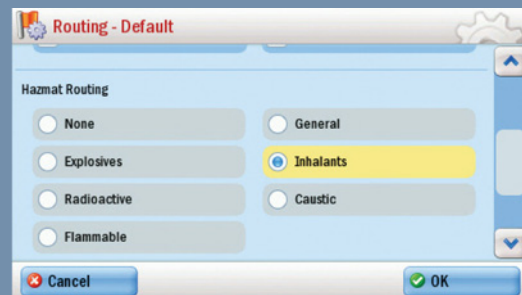 Routing - Default
Hazmat Routing
None
General
Explosives
Inhalants
Radioactive
Caustic
Flammable
Cancel
OK